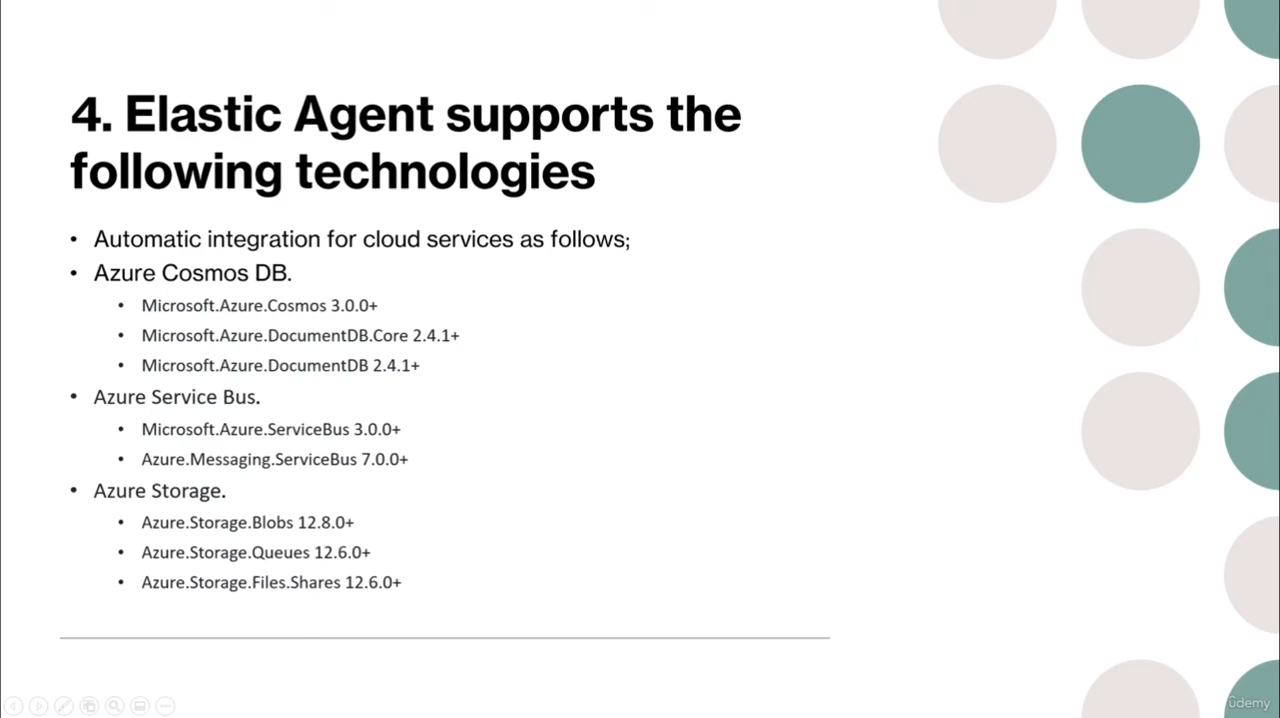 4. Elastic Agent supports the
following technologies
• Automatic integration for cloud services as follows;
• Azure Cosmos DB.
• Microsoft.Azure.Cosmos 3.0.0+
• Microsoft.Azure.DocumentDB.Core 2.4.1+
• Microsoft.Azure.DocumentDB 2.4.1+
• Azure Service Bus.
• Microsoft.Azure.ServiceBus 3.0.0+
• Azure.Messaging.ServiceBus 7.0.0+
• Azure Storage.
• Azure.Storage.Blobs 12.8.0+
• Azure.Storage.Queues 12.6.0+
• Azure.Storage.Files.Shares 12.6.0+
ûdemy